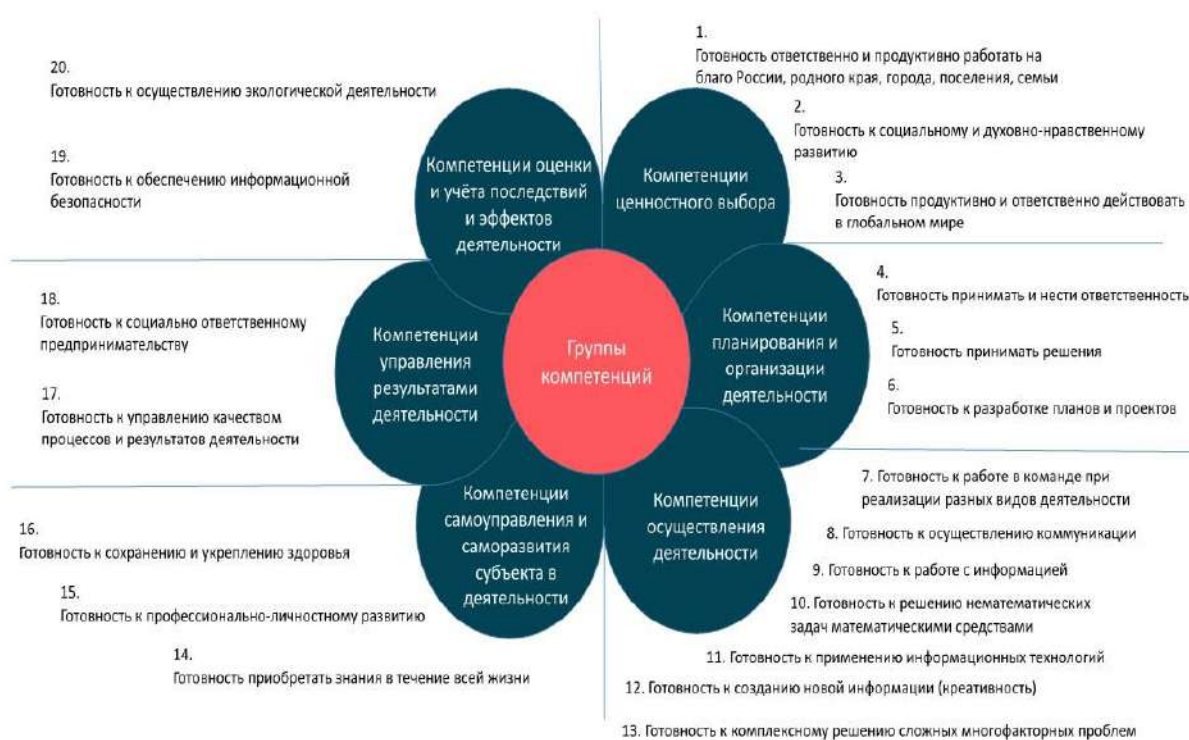 1.
Готовность ответственно и продуктивно работать на
благо России, родного края, города, поселения, семьи
2.
Готовность к социальному и духовно-нравственному
развитию
3.
Готовность продуктивно и ответственно действовать
в глобальном мире
Компетенции
ценностного выбора
4.
Готовность принимать и нести ответственность
5.
Готовность принимать решения
6.
Готовность к разработке планов и проектов
Компетенции
планирования и
организации
деятельности
7. Готовность к работе в команде при
реализации разных видов деятельности
8. Готовность к осуществлению коммуникации
9. Готовность к работе с информацией
10. Готовность к решению нематематических
задач математическими средствами
11. Готовность к применению информационных технологий
12. Готовность к созданию новой информации (креативность)
13. Готовность к комплексному решению сложных многофакторных проблем
Компетенции
осуществления
деятельности
Группы
компетенций
Компетенции
самоуправления и
саморазвития
субъекта в
деятельности
16.
Готовность к сохранению и укреплению здоровья
15.
Готовность к профессионально-личностному развитию
14.
Готовность приобретать знания в течение всей жизни
Компетенции
управления
результатами
деятельности
18.
Готовность к социально ответственному
предпринимательству
17.
Готовность к управлению качеством
процессов и результатов деятельности
Компетенции оценки
и учёта последствий
и эффектов
деятельности
20.
Готовность к осуществлению экологической деятельности
19.
Готовность к обеспечению информационной
безопасности